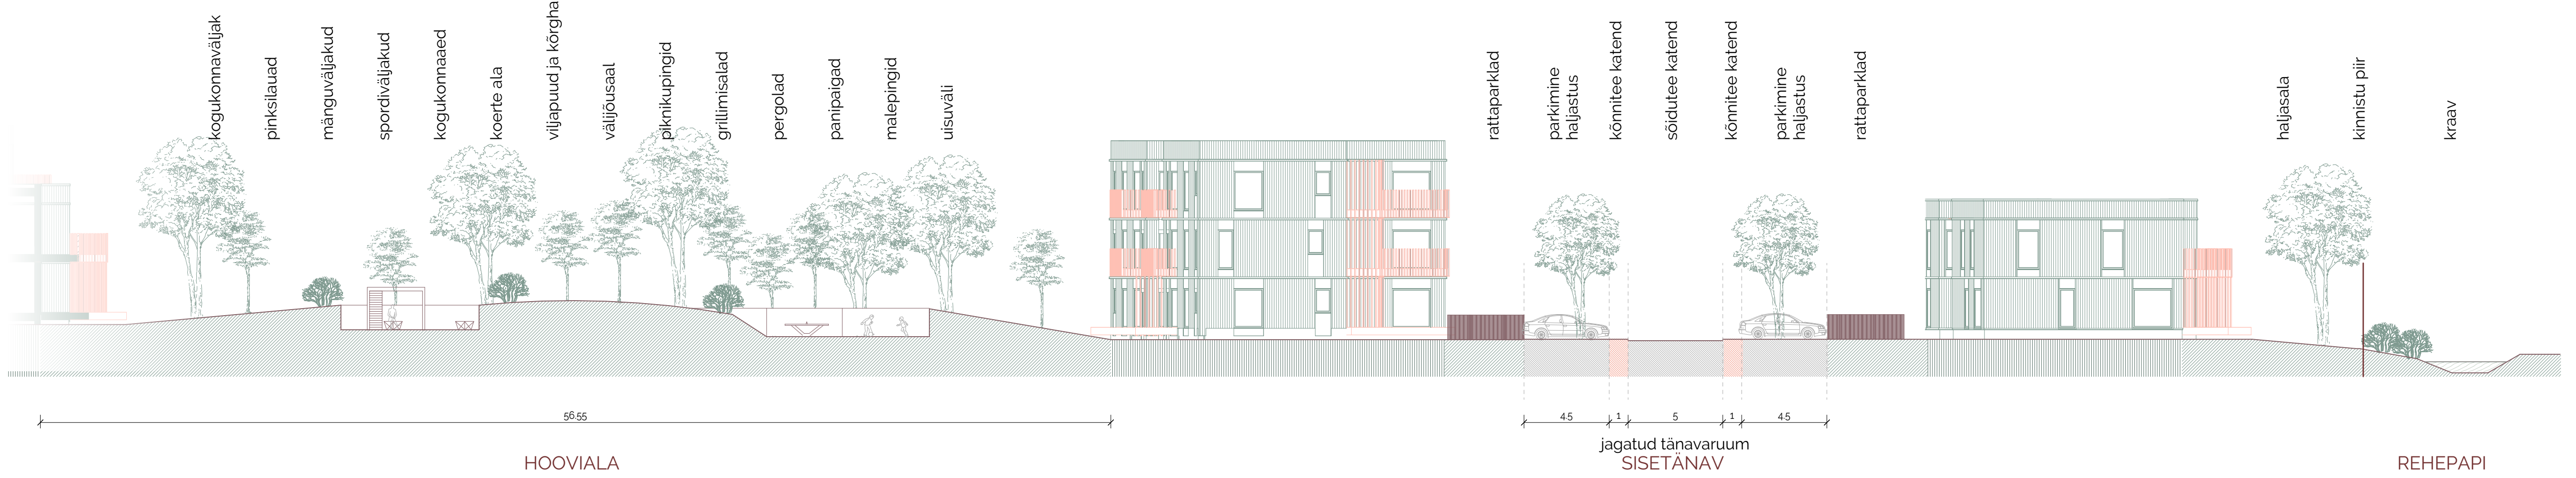 kogukonnaväljak
pinksilauad
mänguväljakud
spordiväljakud
kogukonnaed
koerte ala
viljapuud ja kõrgha
välijõusaal
piknikupingid
grillimisalad
pergolad
panipaigad
malepingid
uisuväli
rattaparklad
parkimine
haljastus
kõnnitee katend
sõidutee katend
kõnnitee katend
parkimine
haljastus
rattaparklad
haljasala
kinnistu piir
kraav
56.55
4.5
1
5
1
4.5
jagatud tänavaruum
HOOVIALA
SISETÄNAV
REHEPAPI